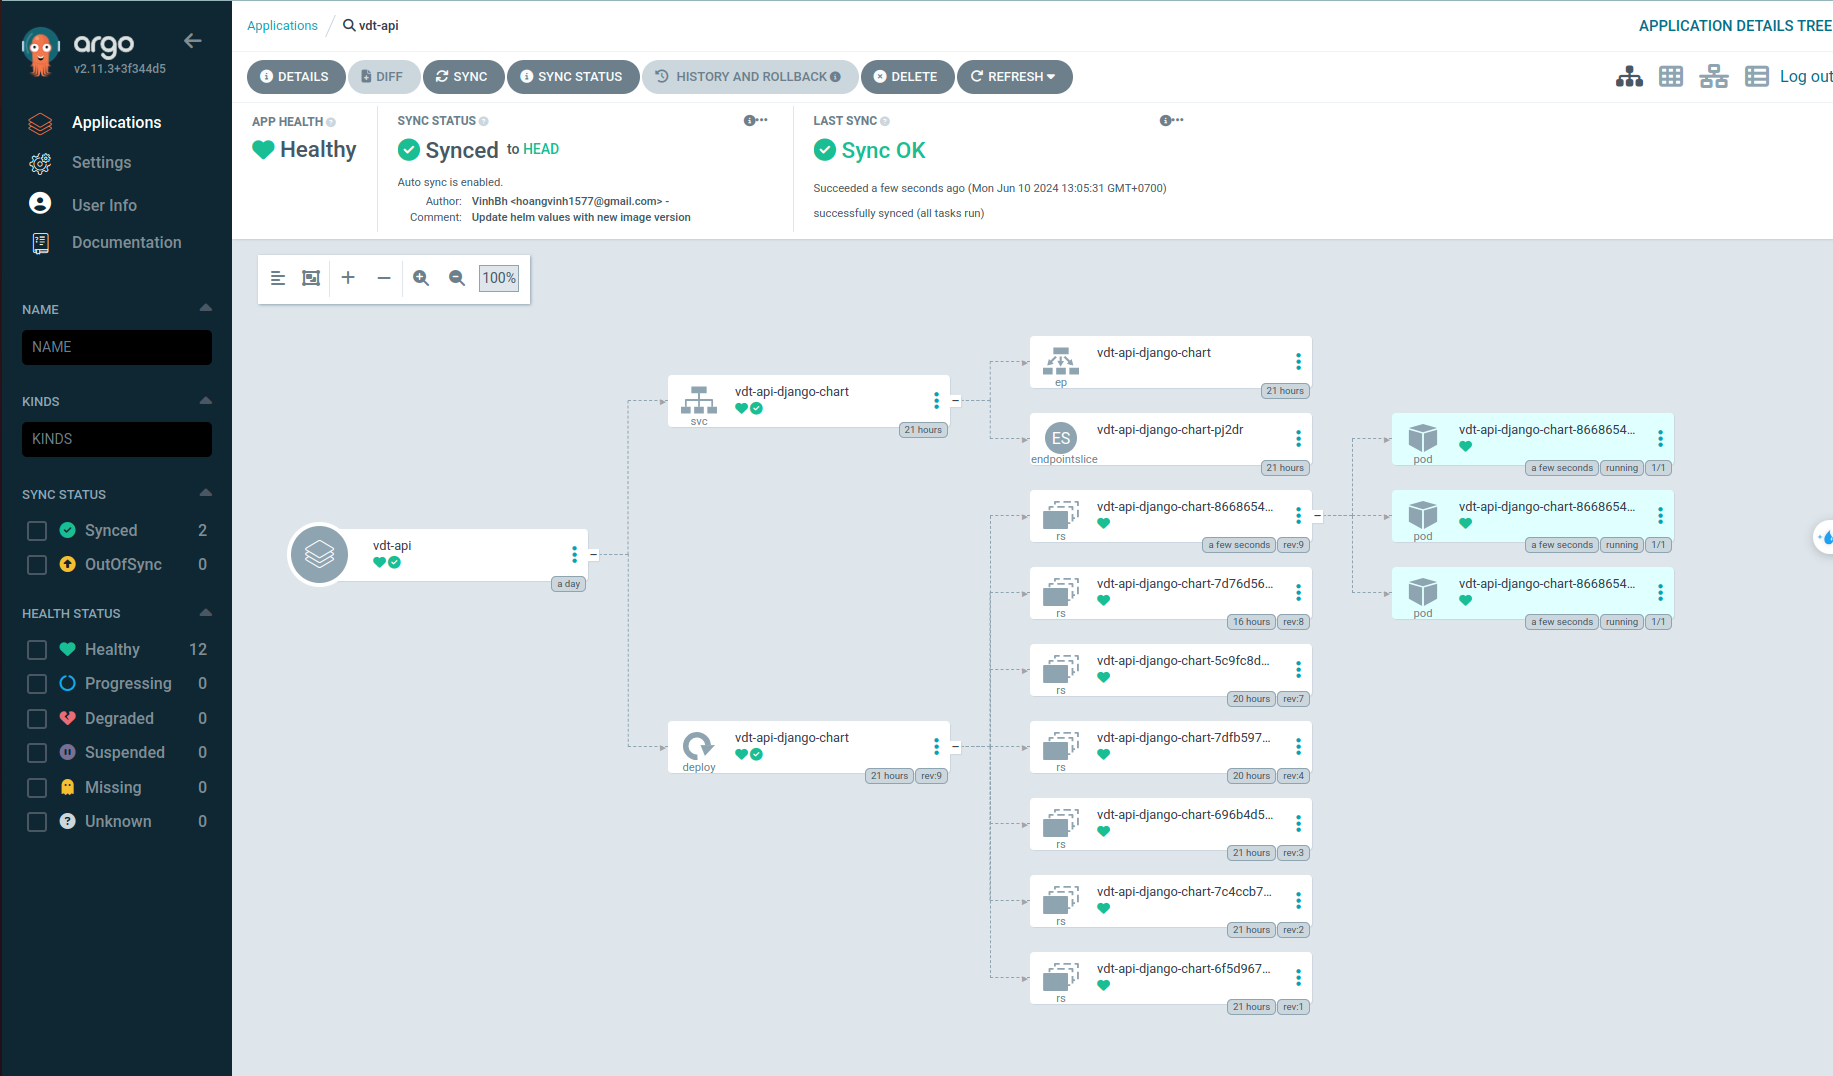 argo
v2.11.3+3f344d5
Applications
Settings
User Info
Documentation
NAME
NAME
KINDS
KINDS
SYNC STATUS
Synced 2
OutOfSync 0
HEALTH STATUS
Healthy 12
Progressing 0
Degraded 0
Suspended 0
Missing 0
Unknown 0
Applications / vdt-api
APPLICATION DETAILS TREE
DETAILS DIFF SYNC SYNC STATUS HISTORY AND ROLLBACK DELETE REFRESH
Log out
APP HEALTH
Healthy
SYNC STATUS
Synced to HEAD
Auto sync is enabled.
Author: VinhBh <hoangvinh1577@gmail.com> -
Comment: Update helm values with new image version
LAST SYNC
Sync OK
Succeeded a few seconds ago (Mon Jun 10 2024 13:05:31 GMT+0700)
successfully synced (all tasks run)
100%
vdt-api
a day
vdt-api-django-chart
svc
21 hours
vdt-api-django-chart
deploy
21 hours rev:9
vdt-api-django-chart
ep
21 hours
ES
vdt-api-django-chart-pj2dr
endpointslice
21 hours
vdt-api-django-chart-8668654...
rs
a few seconds rev:9
vdt-api-django-chart-7d76d56...
rs
16 hours rev:8
vdt-api-django-chart-5c9fc8d...
rs
20 hours rev:7
vdt-api-django-chart-7dfb597...
rs
20 hours rev:4
vdt-api-django-chart-696b4d5...
rs
21 hours rev:3
vdt-api-django-chart-7c4ccb7...
rs
21 hours rev:2
vdt-api-django-chart-6f5d967...
rs
21 hours rev:1
vdt-api-django-chart-8668654...
pod
a few seconds running 1/1
vdt-api-django-chart-8668654...
pod
a few seconds running 1/1
vdt-api-django-chart-8668654...
pod
a few seconds running 1/1